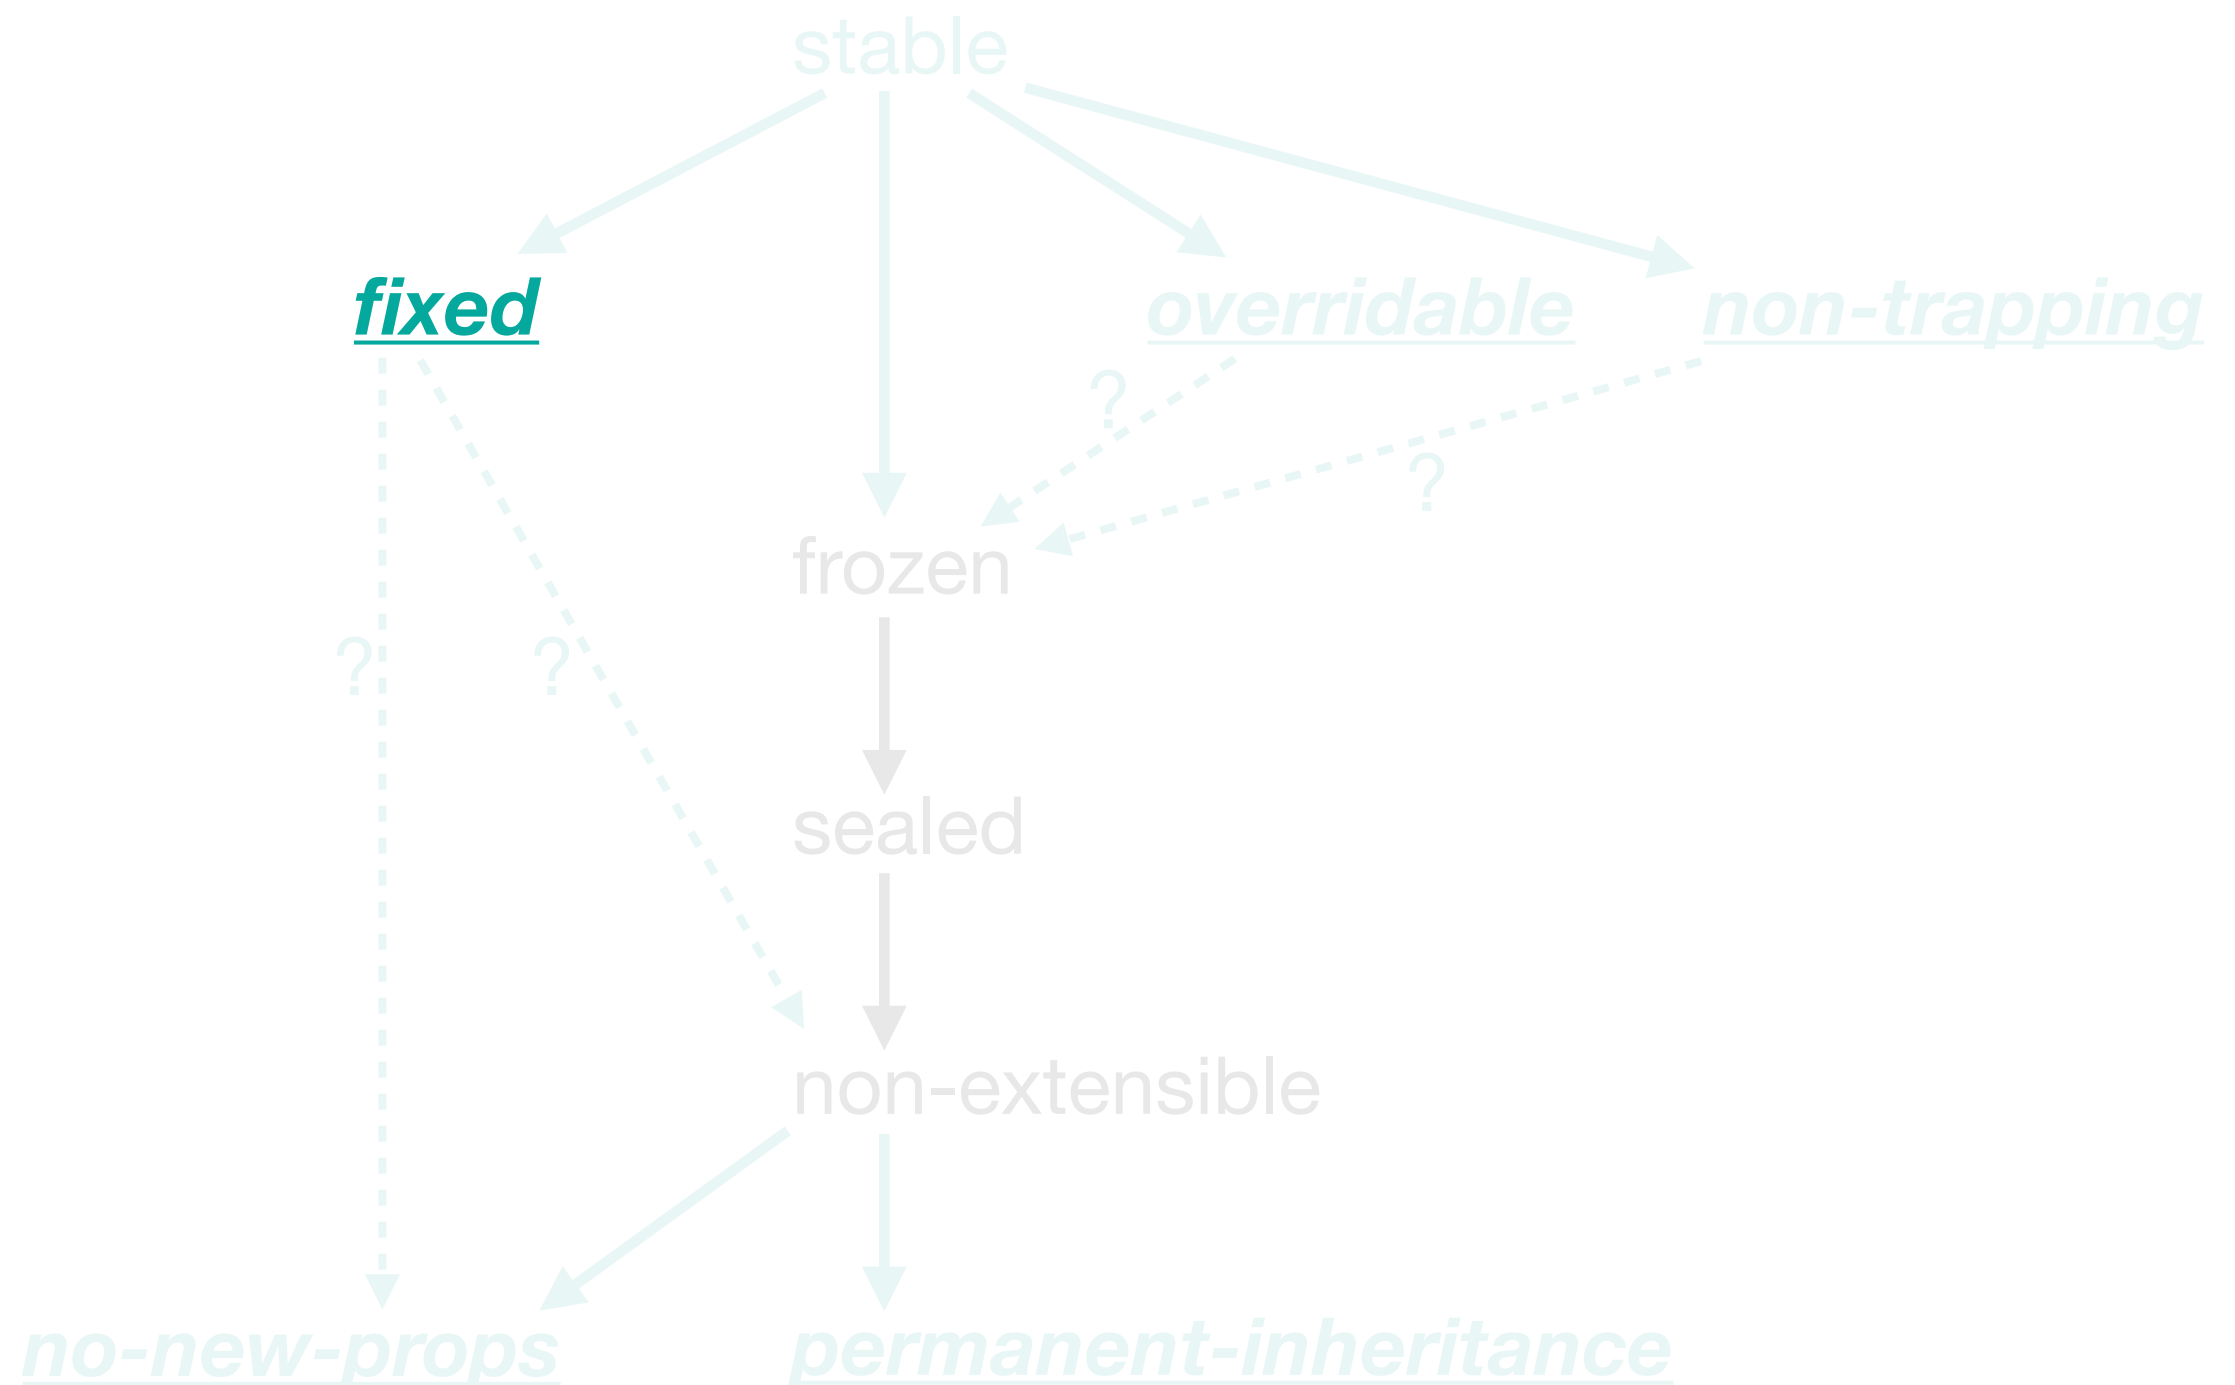 stable
fixed
overridable
non-trapping
?
?
frozen
?
?
sealed
non-extensible
no-new-props
permanent-inheritance